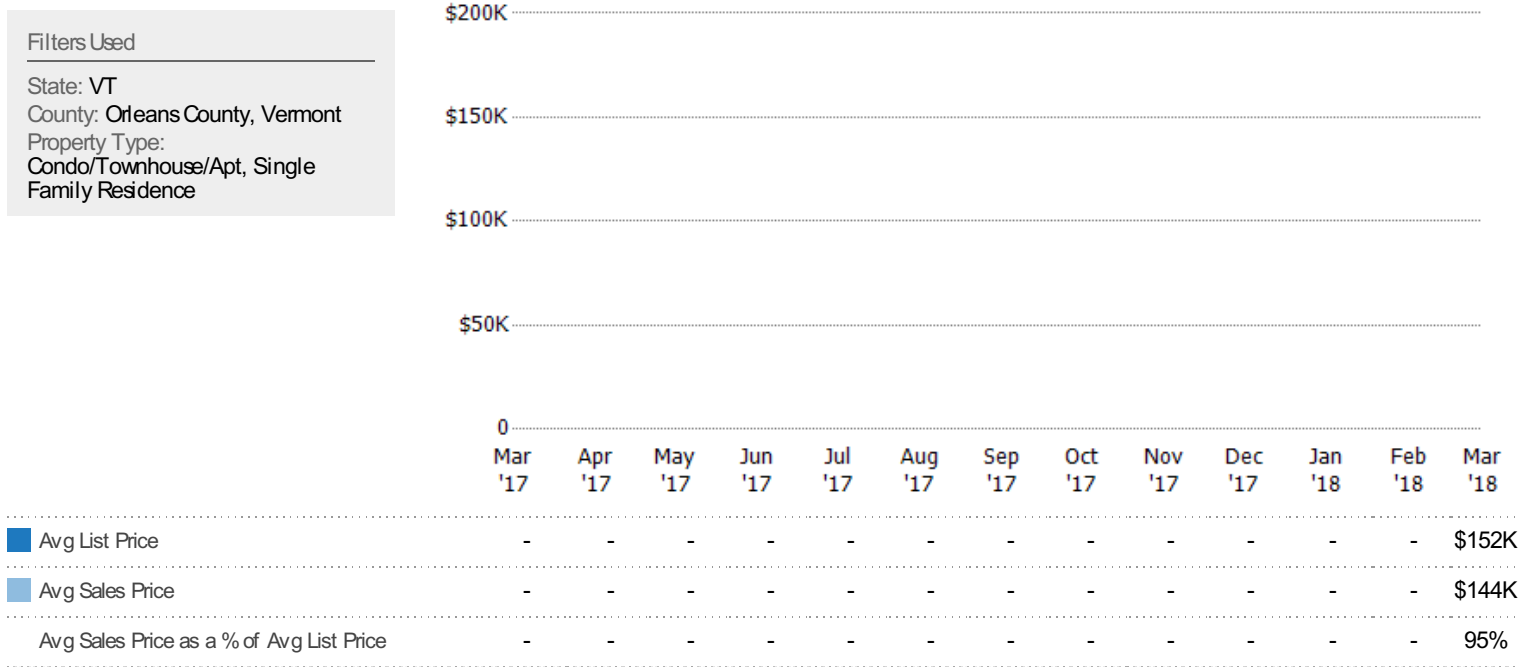 Filters Used
State: VT
County: Orleans County, Vermont
Property Type:
Condo/Townhouse/Apt, Single
Family Residence
$200K
$150K
$100K
$50K
0
Mar Apr May Jun Jul Aug Sep Oct Nov Dec Jan Feb Mar
'17 '17 '17 '17 '17 '17 '17 '17 '17 '17 '18 '18 '18
Avg List Price - - - - - - - - - - - - $152K
Avg Sales Price - - - - - - - - - - - - $144K
Avg Sales Price as a % of Avg List Price - - - - - - - - - - - - 95%